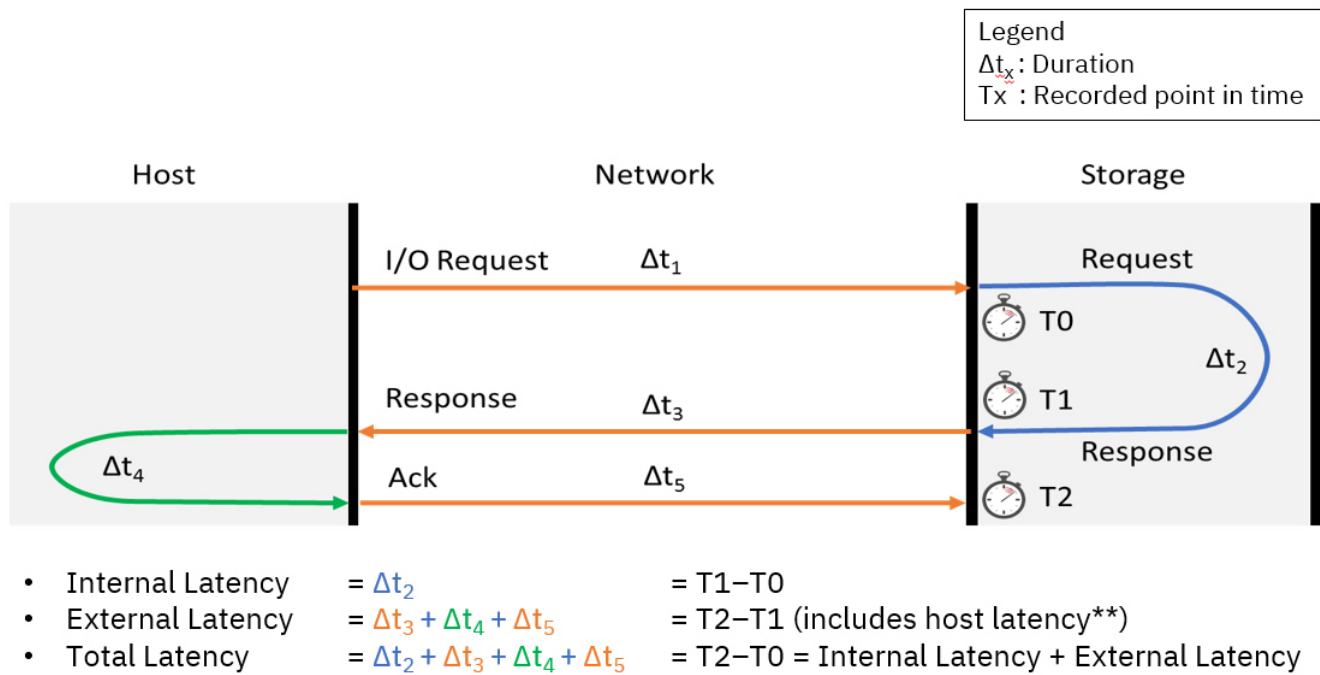 Legend
Δtₓ : Duration
Tx : Recorded point in time
Host
Network
Storage
I/O Request
Δt₁
Request
T0
Δt₂
T1
Response
Δt₃
Response
Δt₄
Ack
Δt₅
T2
• Internal Latency = Δt₂ = T1–T0
• External Latency = Δt₃ + Δt₄ + Δt₅ = T2–T1 (includes host latency**)
• Total Latency = Δt₂ + Δt₃ + Δt₄ + Δt₅ = T2–T0 = Internal Latency + External Latency